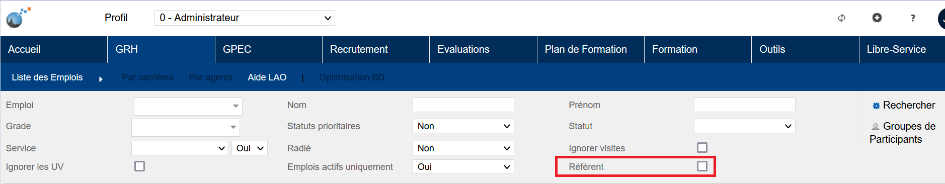 Profil 0 - Administrateur ?
Accueil GRH GPEC Recrutement Evaluations Plan de Formation Formation Outils Libre-Service
Liste des Emplois Par carrières Par agents Aide LAO | Optimisation BD
Emploi Nom Prénom Rechercher
Grade Statuts prioritaires Non Statut Groupes de
Participants
Service Oui Radié Non Ignorer visites
Ignorer les UV Emplois actifs uniquement Oui Référent